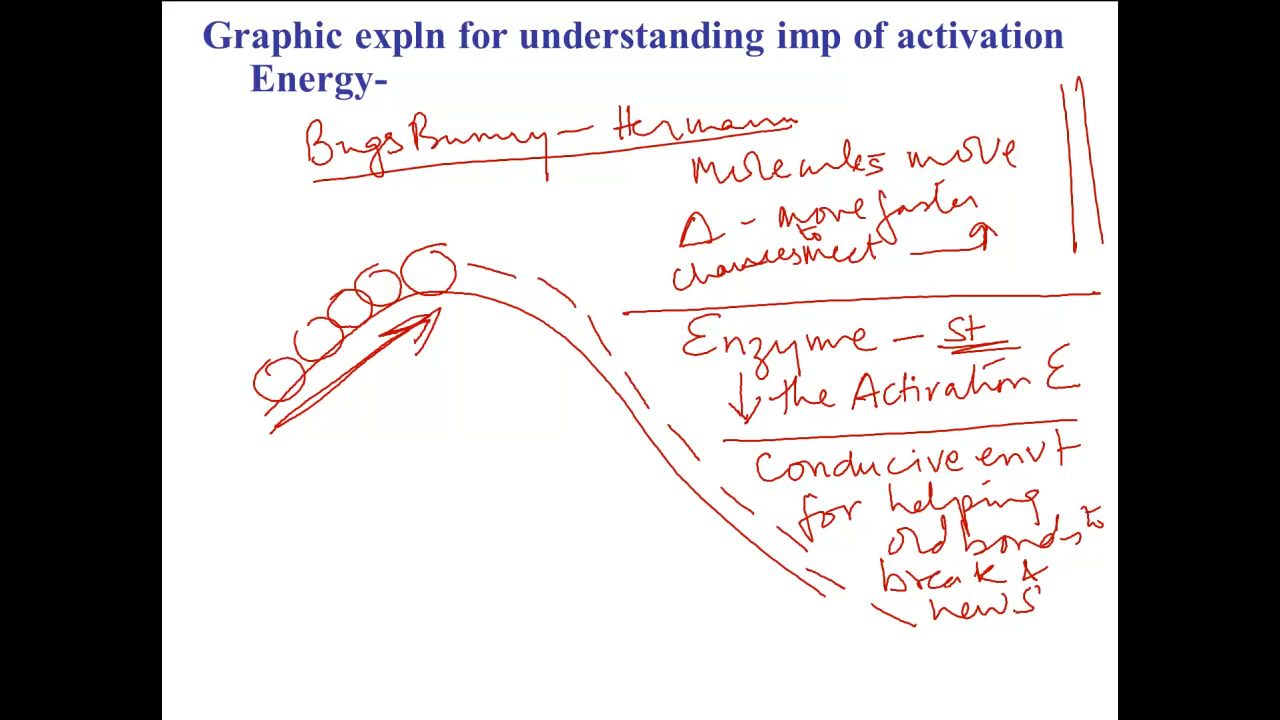 Graphic expln for understanding imp of activation
Energy-
Bugs Bunny – Hermann
Molecules move
Δ – move faster
to
chances meet → ↑
Enzyme – St
↓ the Activation E
Conducive envt
for helping
old bonds to
break &
new